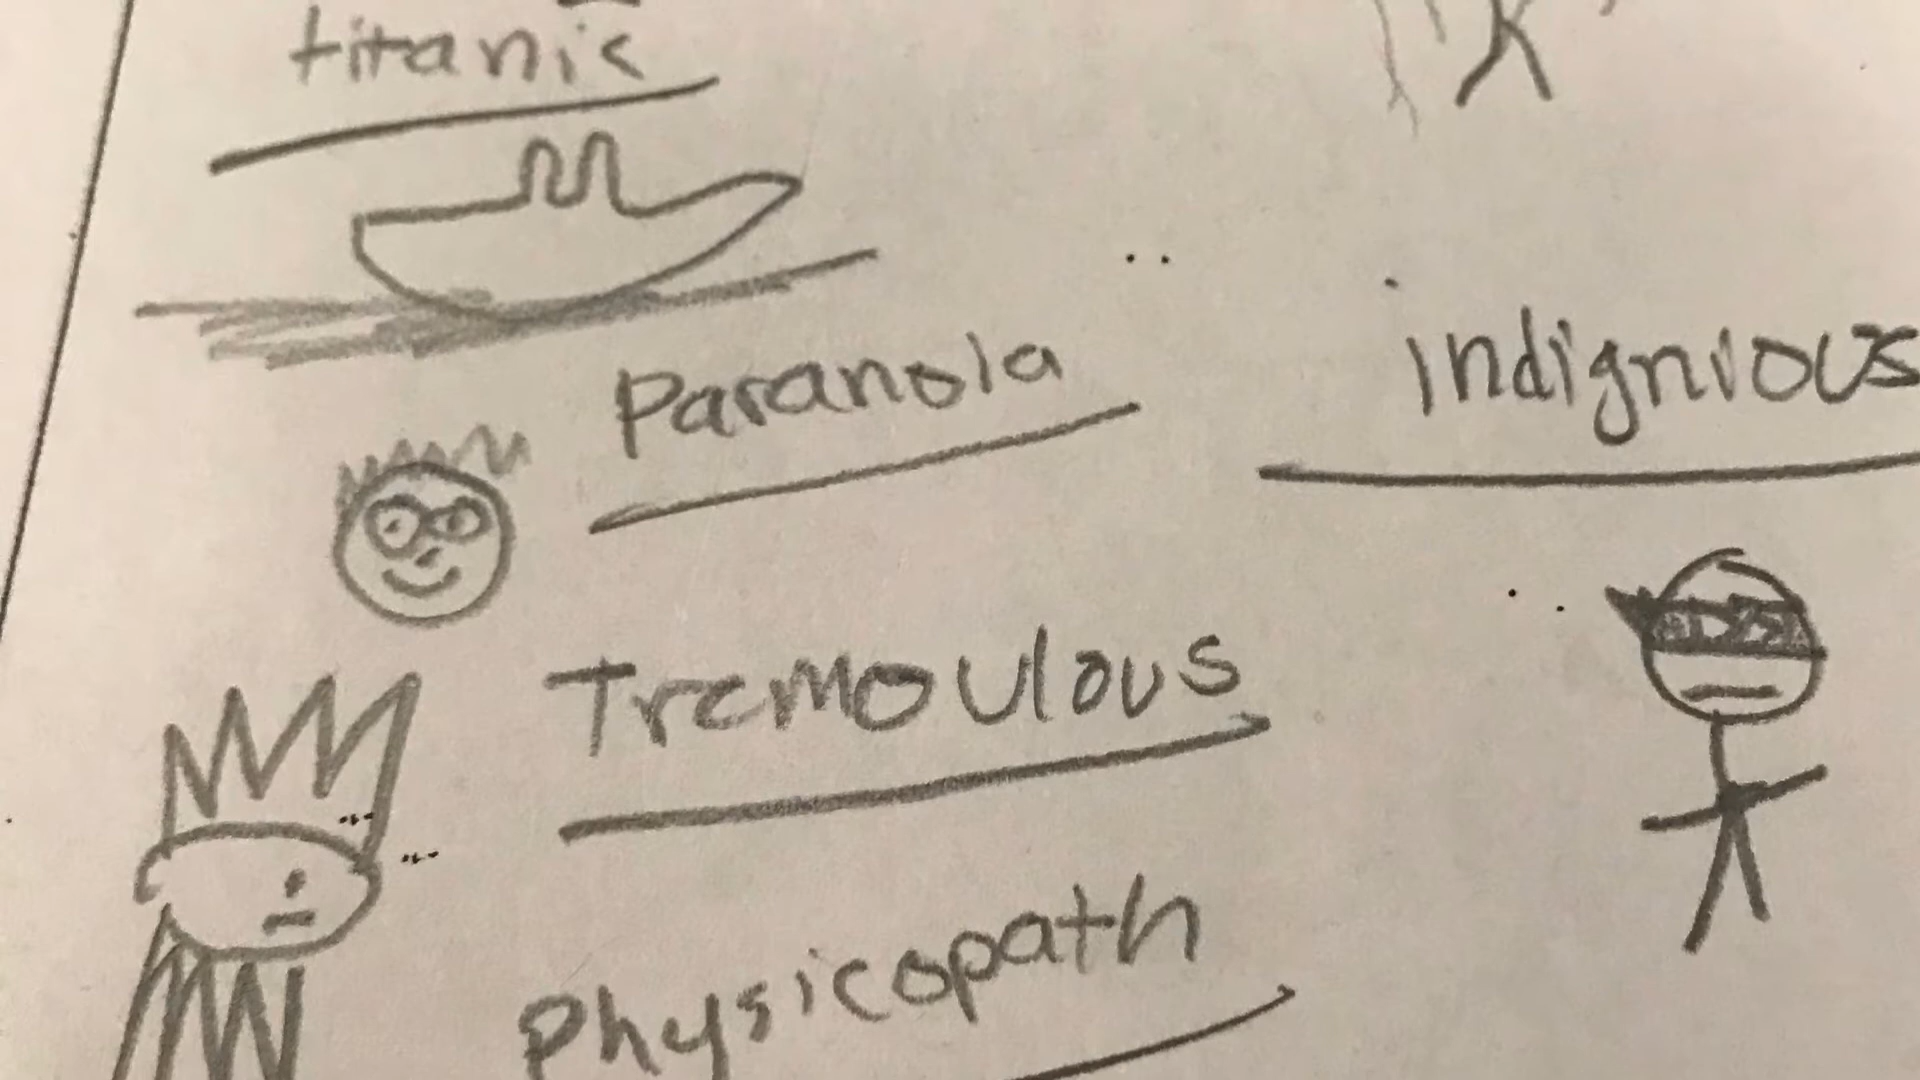 titanic
Paranoia
indignious
Tremoulous
Physicopath